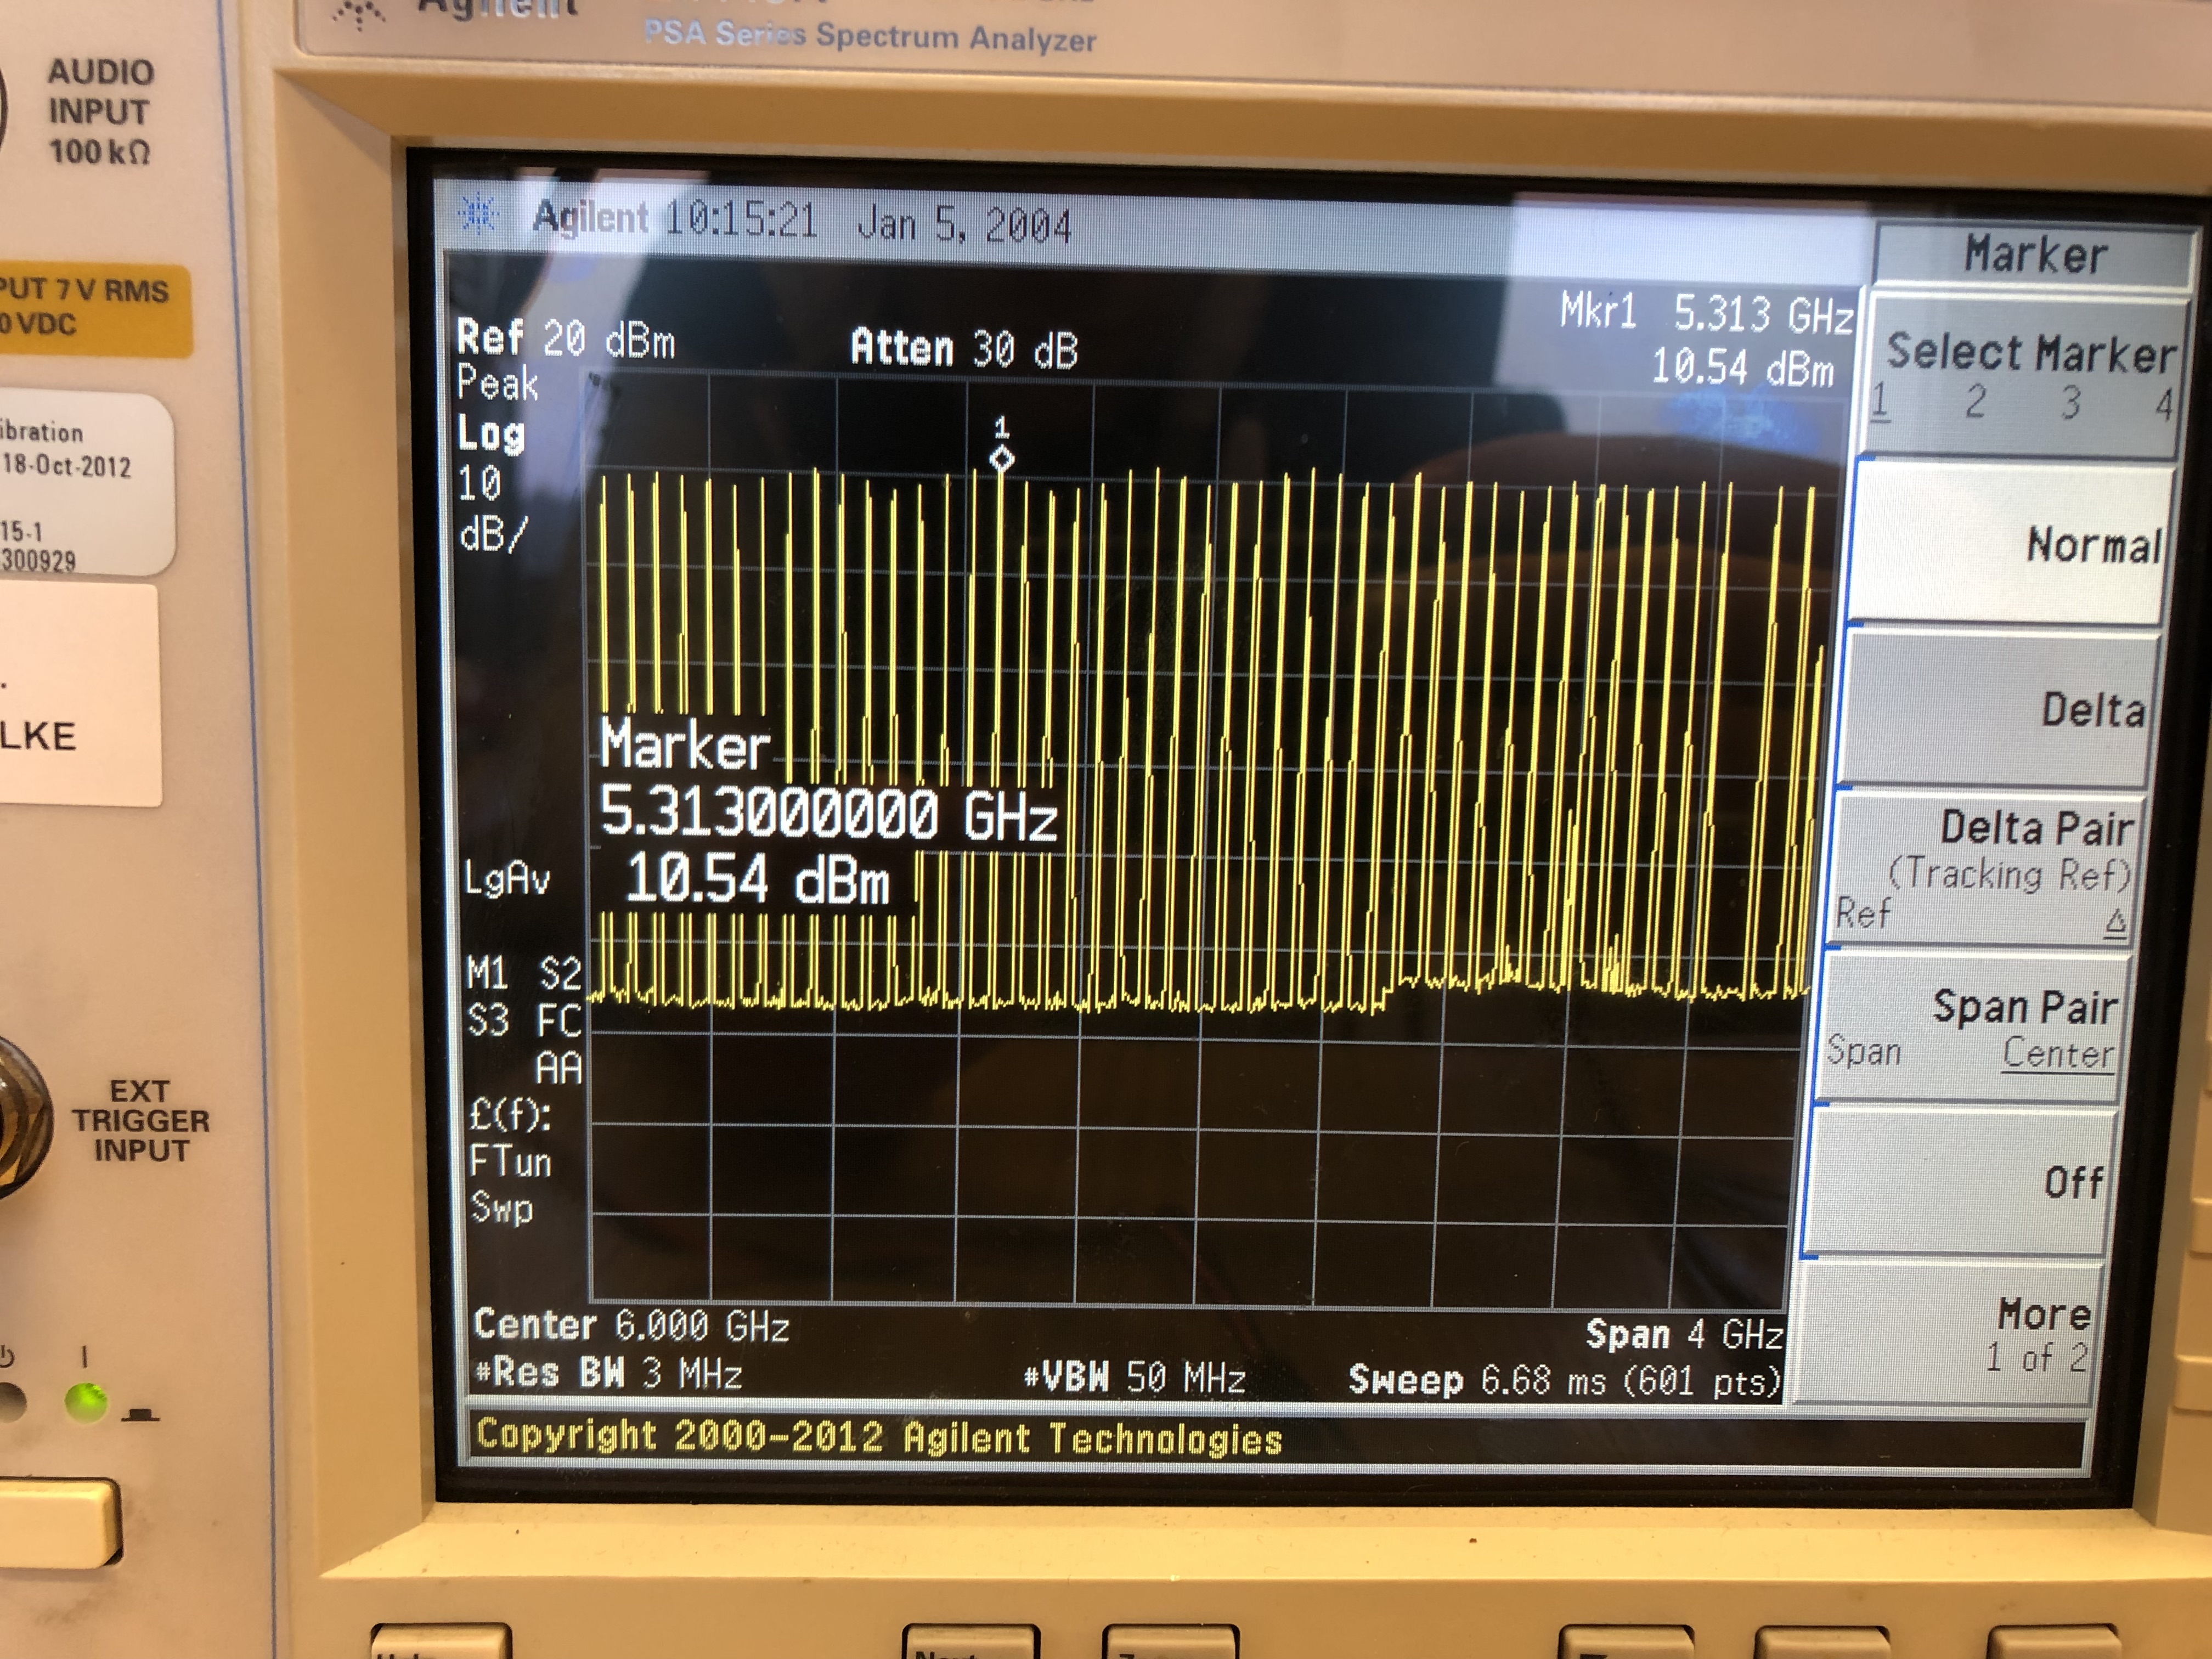 Agilent
PSA Series Spectrum Analyzer
AUDIO
INPUT
100 kΩ
7 V RMS
VDC
18-Oct-2012
15-1
300929
LKE
EXT
TRIGGER
INPUT
Agilent 10:15:21 Jan 5, 2004
Mkr1 5.313 GHz
Ref 20 dBm Atten 30 dB 10.54 dBm
Peak
Log
10
dB/
1
Marker
5.313000000 GHz
10.54 dBm
LgAv
M1 S2
S3 FC
AA
£(f):
FTun
Swp
Center 6.000 GHz Span 4 GHz
#Res BW 3 MHz #VBW 50 MHz Sweep 6.68 ms (601 pts)
Copyright 2000-2012 Agilent Technologies
Marker
Select Marker
1 2 3 4
Normal
Delta
Delta Pair
(Tracking Ref)
Ref Δ
Span Pair
Span Center
Off
More
1 of 2